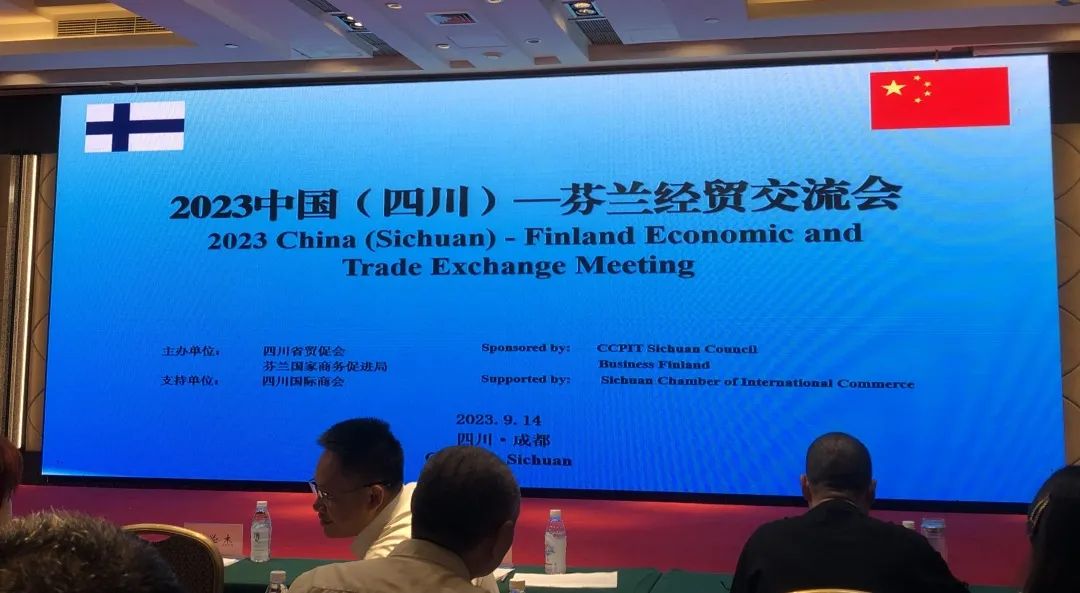 2023中国（四川）—芬兰经贸交流会
2023 China (Sichuan) - Finland Economic and
Trade Exchange Meeting
主办单位： 四川省贸促会
芬兰国家商务促进局
支持单位： 四川国际商会
Sponsored by: CCPIT Sichuan Council
Business Finland
Supported by: Sichuan Chamber of International Commerce
2023. 9. 14
四川·成都
Sichuan